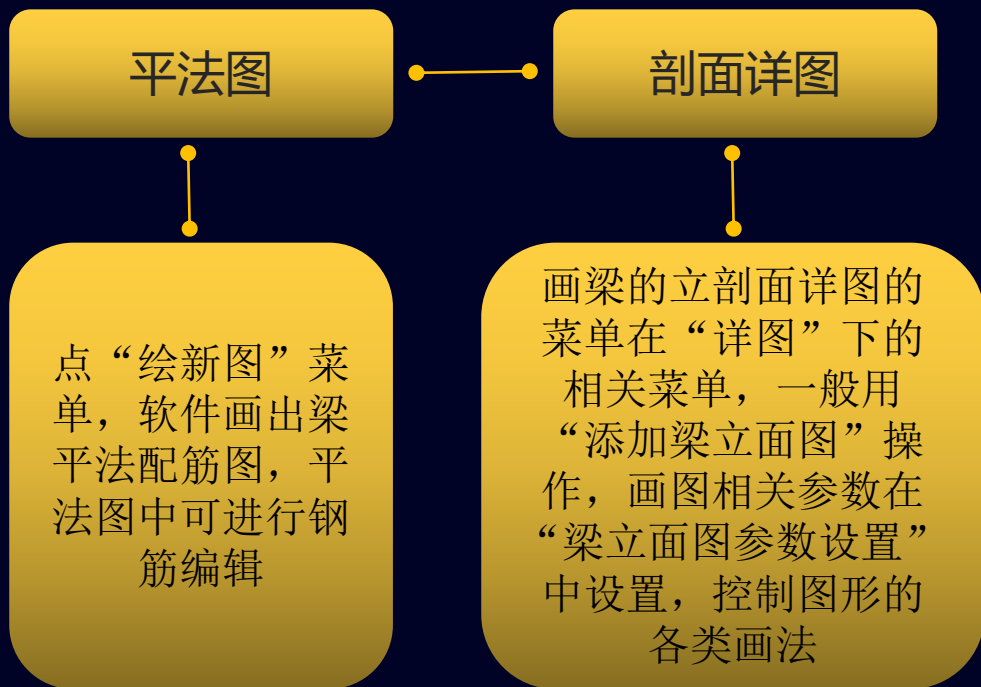 平法图
剖面详图
点“绘新图”菜
单，软件画出梁
平法配筋图，平
法图中可进行钢
筋编辑
画梁的立剖面详图的
菜单在“详图”下的
相关菜单，一般用
“添加梁立面图”操
作，画图相关参数在
“梁立面图参数设置”
中设置，控制图形的
各类画法